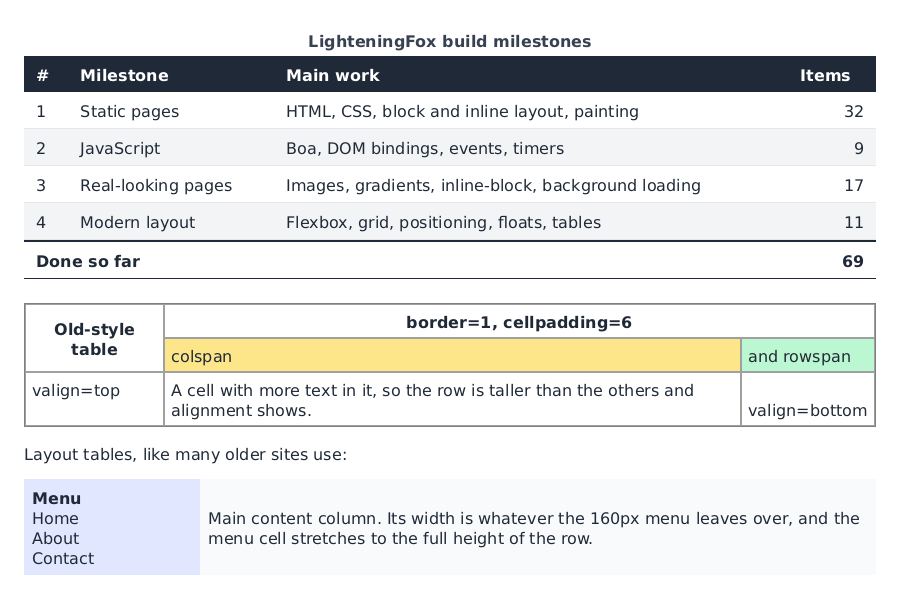 LighteningFox build milestones
# Milestone Main work Items
1 Static pages HTML, CSS, block and inline layout, painting 32
2 JavaScript Boa, DOM bindings, events, timers 9
3 Real-looking pages Images, gradients, inline-block, background loading 17
4 Modern layout Flexbox, grid, positioning, floats, tables 11
Done so far 69
Old-style
table
border=1, cellpadding=6
colspan and rowspan
valign=top
A cell with more text in it, so the row is taller than the others and
alignment shows.
valign=bottom
Layout tables, like many older sites use:
Menu
Home
About
Contact
Main content column. Its width is whatever the 160px menu leaves over, and the
menu cell stretches to the full height of the row.